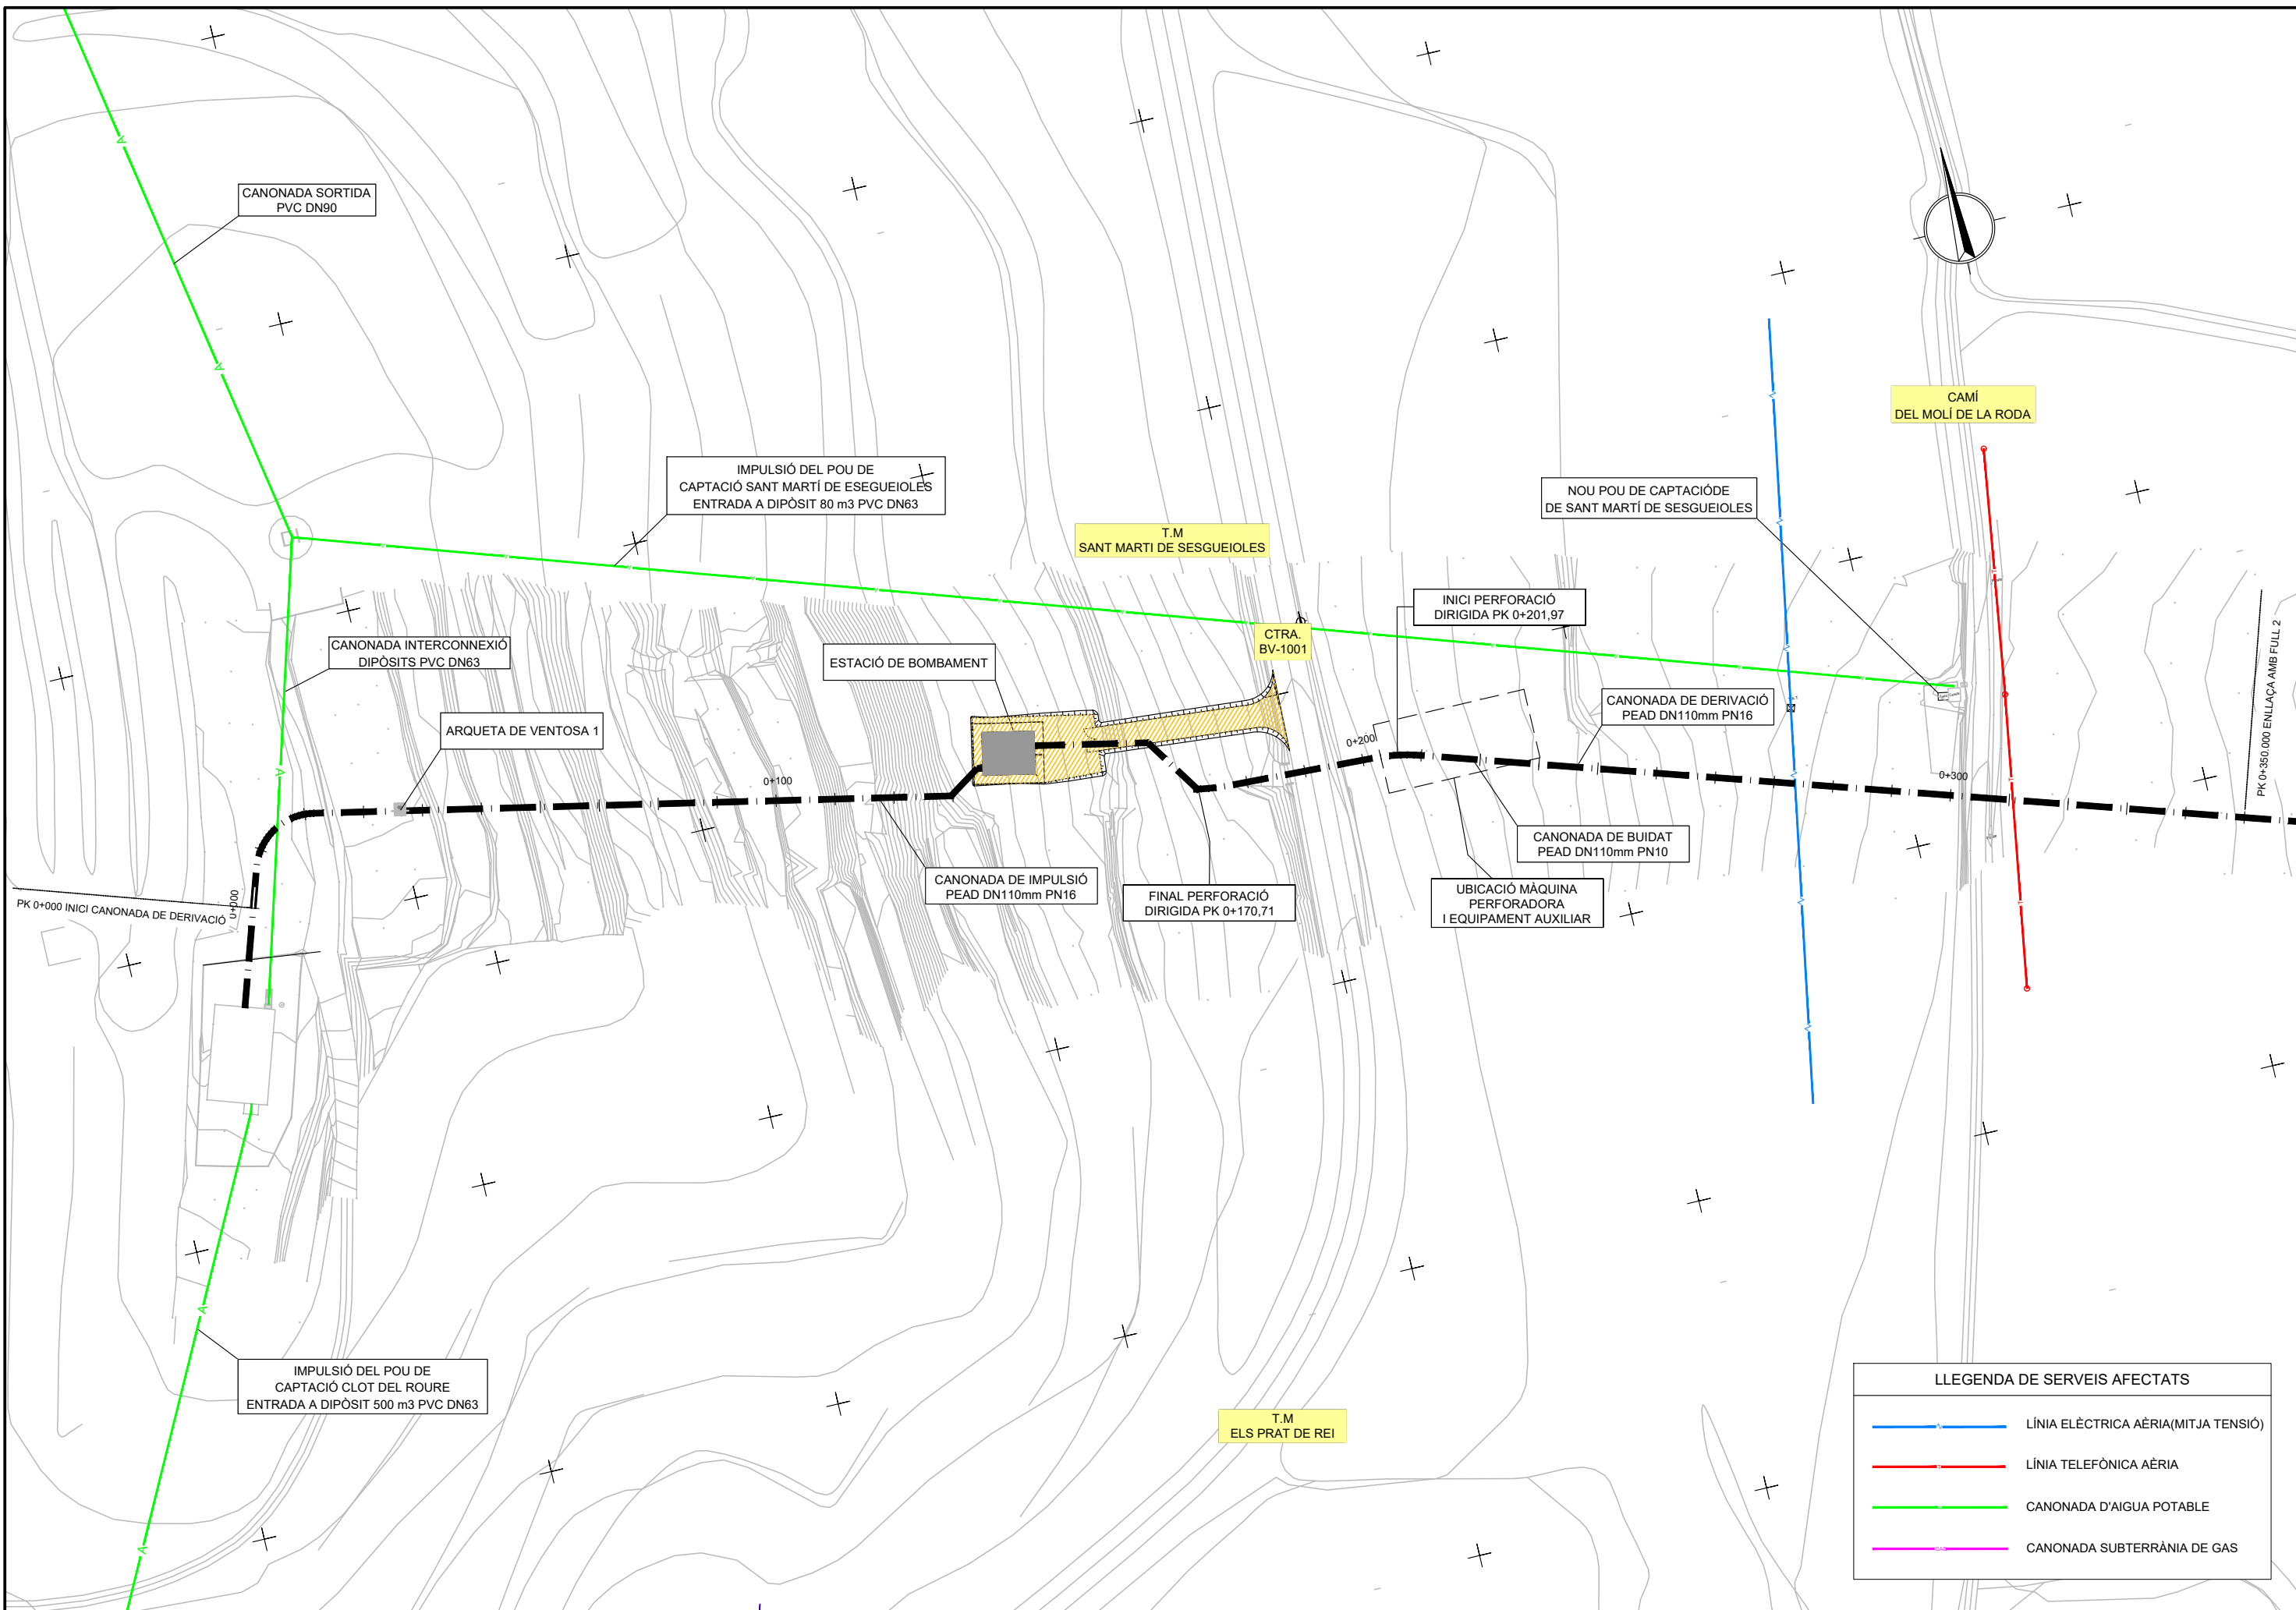 CANONADA SORTIDA
PVC DN90
CAMÍ
DEL MOLÍ DE LA RODA
IMPULSIÓ DEL POU DE
CAPTACIÓ SANT MARTÍ DE ESEGUEIOLES
ENTRADA A DIPÒSIT 80 m3 PVC DN63
NOU POU DE CAPTACIÓDE
DE SANT MARTÍ DE SESGUEIOLES
T.M
SANT MARTI DE SESGUEIOLES
INICI PERFORACIÓ
DIRIGIDA PK 0+201,97
CTRA.
BV-1001
CANONADA INTERCONNEXIÓ
DIPÒSITS PVC DN63
ESTACIÓ DE BOMBAMENT
PK 0+350.000 ENLLAÇA AMB FULL 2
CANONADA DE DERIVACIÓ
PEAD DN110mm PN16
ARQUETA DE VENTOSA 1
0+200
0+100
0+300
CANONADA DE BUIDAT
PEAD DN110mm PN10
CANONADA DE IMPULSIÓ
PEAD DN110mm PN16
FINAL PERFORACIÓ
DIRIGIDA PK 0+170,71
UBICACIÓ MÀQUINA
PERFORADORA
I EQUIPAMENT AUXILIAR
PK 0+000 INICI CANONADA DE DERIVACIÓ
0+000
A
A
A
A
A
T
T
T
T
IMPULSIÓ DEL POU DE
CAPTACIÓ CLOT DEL ROURE
ENTRADA A DIPÒSIT 500 m3 PVC DN63
T.M
ELS PRAT DE REI
LLEGENDA DE SERVEIS AFECTATS
LÍNIA ELÈCTRICA AÈRIA(MITJA TENSIÓ)
LÍNIA TELEFÒNICA AÈRIA
CANONADA D'AIGUA POTABLE
GAS
CANONADA SUBTERRÀNIA DE GAS